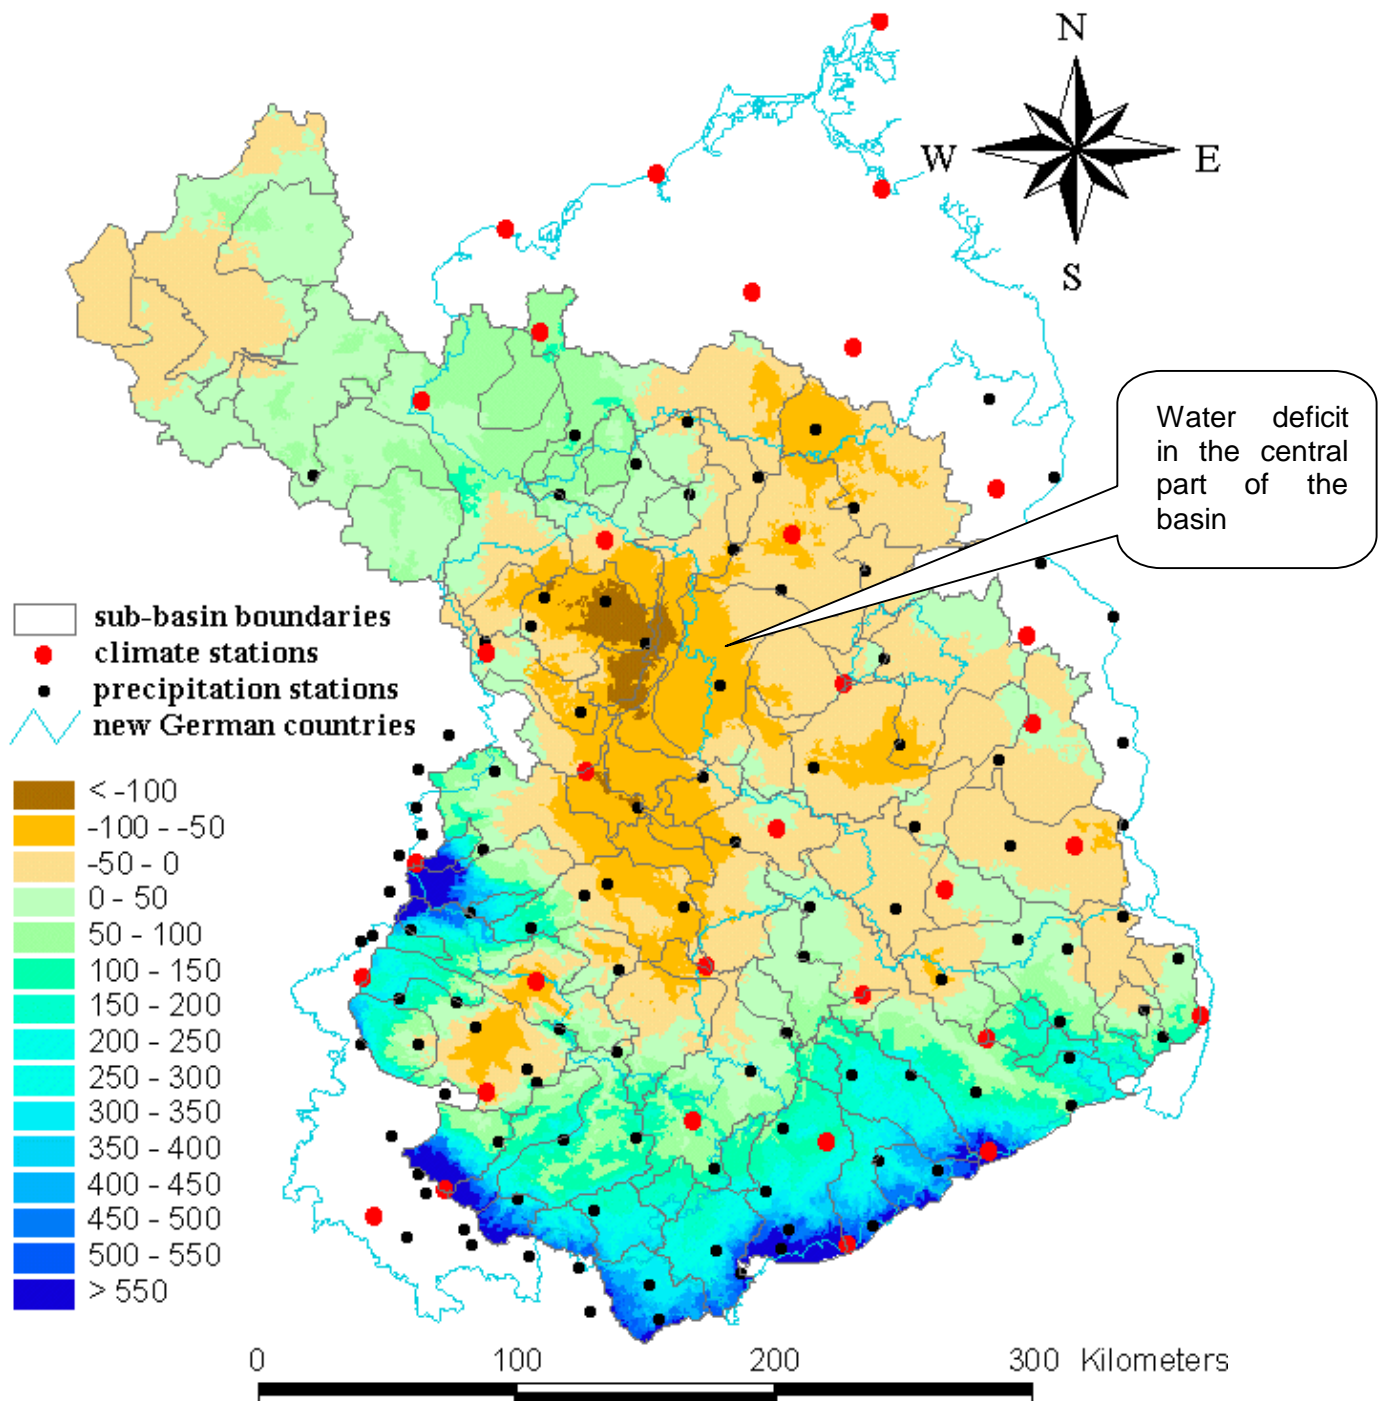 N
W
E
S
Water deficit
in the central
part of the
basin
sub-basin boundaries
climate stations
precipitation stations
new German countries
< -100
-100 - -50
-50 - 0
0 - 50
50 - 100
100 - 150
150 - 200
200 - 250
250 - 300
300 - 350
350 - 400
400 - 450
450 - 500
500 - 550
> 550
0 100 200 300 Kilometers